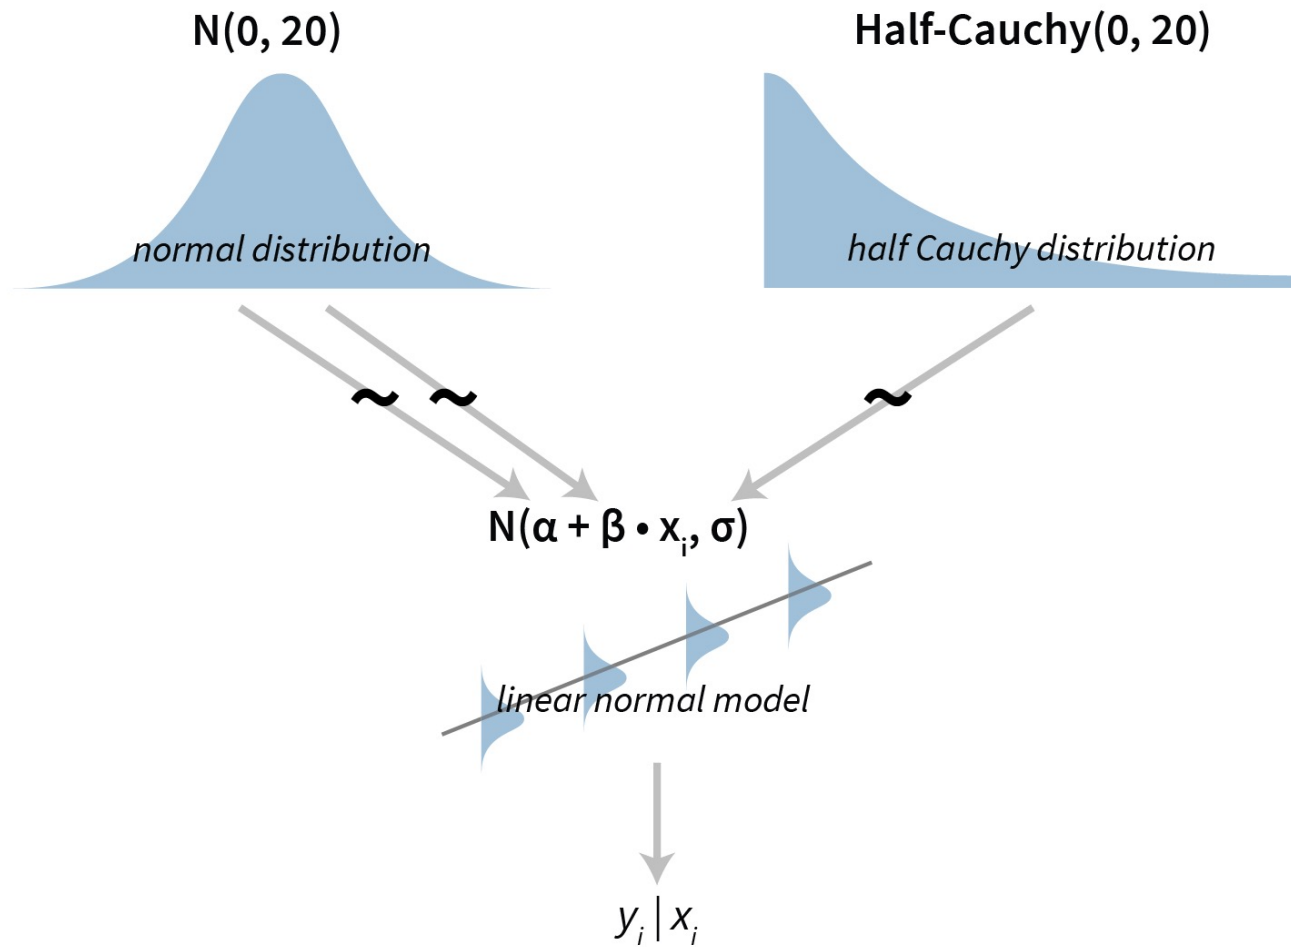 N(0, 20)
Half-Cauchy(0, 20)
normal distribution
half Cauchy distribution
~ ~ ~
N(α + β • xᵢ, σ)
linear normal model
yᵢ | xᵢ